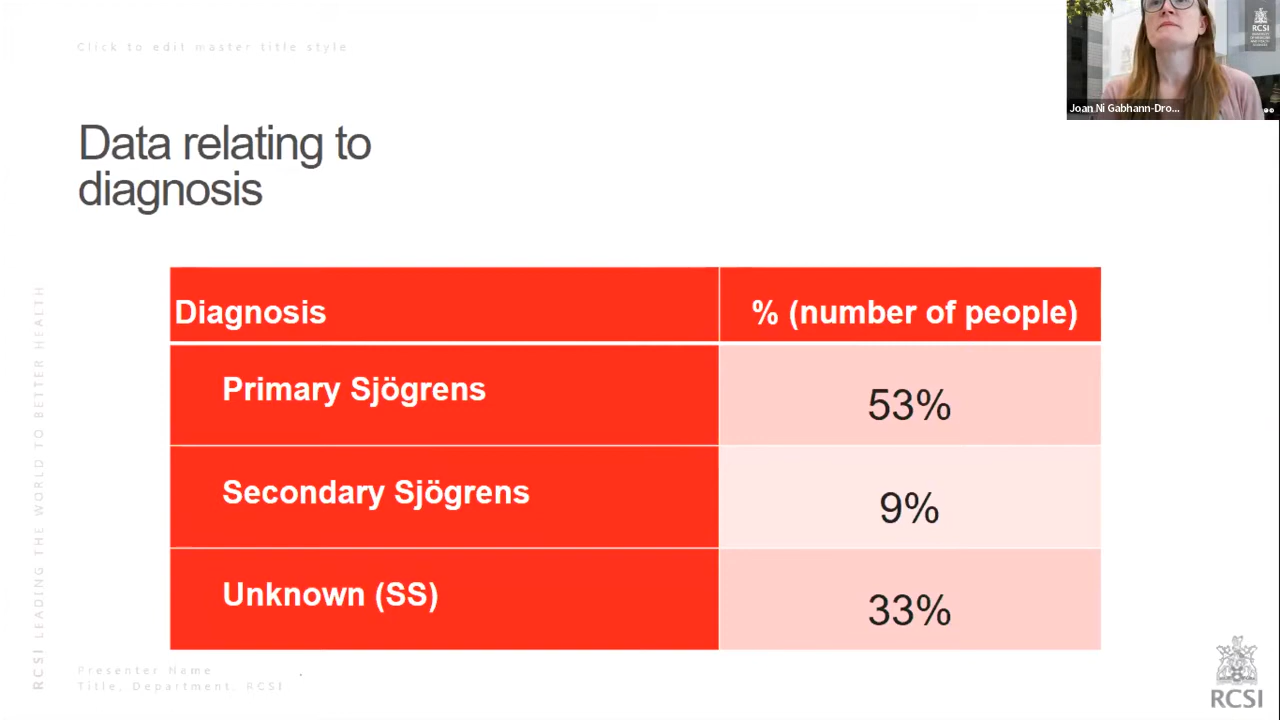 Click to edit master title style
RCSI
Joan Ni Gabhann-Dro...
Data relating to
diagnosis
Diagnosis
% (number of people)
Primary Sjögrens
53%
Secondary Sjögrens
9%
Unknown (SS)
33%
RCSI LEADING THE WORLD TO BETTER HEALTH
Presenter Name
Title, Department, RCSI
RCSI